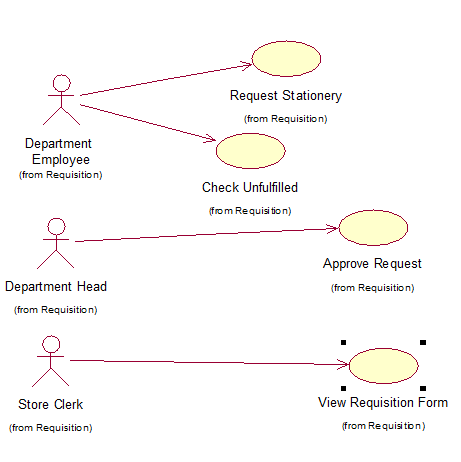 Request Stationery
(from Requisition)
Department
Employee
(from Requisition)
Check Unfulfilled
(from Requisition)
Department Head
(from Requisition)
Approve Request
(from Requisition)
Store Clerk
(from Requisition)
View Requisition Form
(from Requisition)